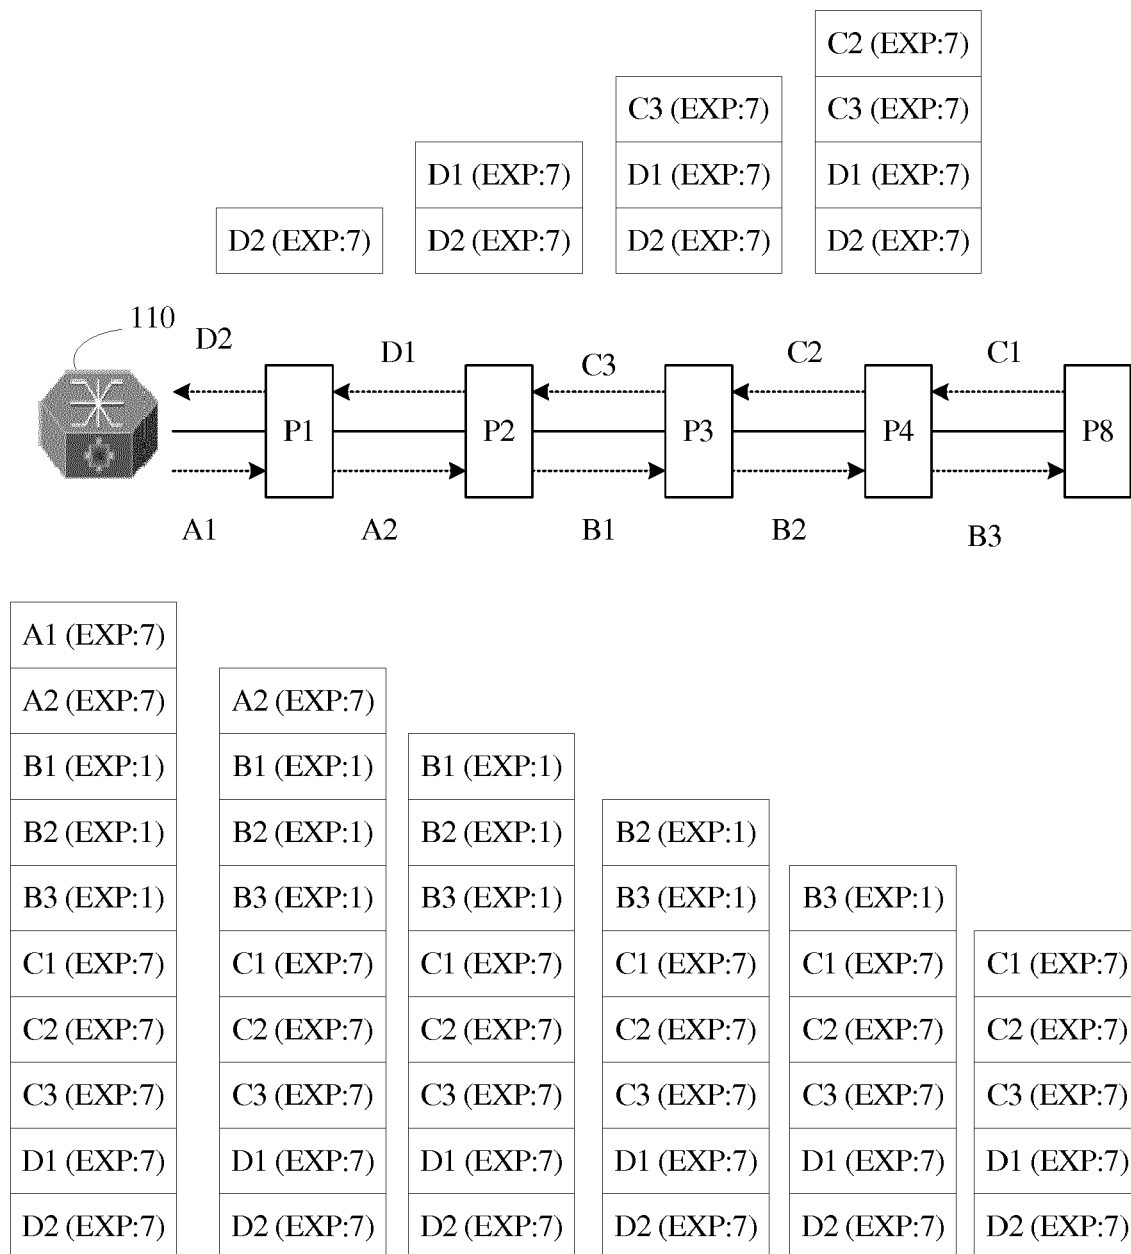 C2 (EXP:7)
C3 (EXP:7) C3 (EXP:7)
D1 (EXP:7) D1 (EXP:7) D1 (EXP:7)
D2 (EXP:7) D2 (EXP:7) D2 (EXP:7) D2 (EXP:7)
110
D2 D1 C3 C2 C1
P1 P2 P3 P4 P8
A1 A2 B1 B2 B3
A1 (EXP:7)
A2 (EXP:7) A2 (EXP:7)
B1 (EXP:1) B1 (EXP:1) B1 (EXP:1)
B2 (EXP:1) B2 (EXP:1) B2 (EXP:1) B2 (EXP:1)
B3 (EXP:1) B3 (EXP:1) B3 (EXP:1) B3 (EXP:1) B3 (EXP:1)
C1 (EXP:7) C1 (EXP:7) C1 (EXP:7) C1 (EXP:7) C1 (EXP:7) C1 (EXP:7)
C2 (EXP:7) C2 (EXP:7) C2 (EXP:7) C2 (EXP:7) C2 (EXP:7) C2 (EXP:7)
C3 (EXP:7) C3 (EXP:7) C3 (EXP:7) C3 (EXP:7) C3 (EXP:7) C3 (EXP:7)
D1 (EXP:7) D1 (EXP:7) D1 (EXP:7) D1 (EXP:7) D1 (EXP:7) D1 (EXP:7)
D2 (EXP:7) D2 (EXP:7) D2 (EXP:7) D2 (EXP:7) D2 (EXP:7) D2 (EXP:7)